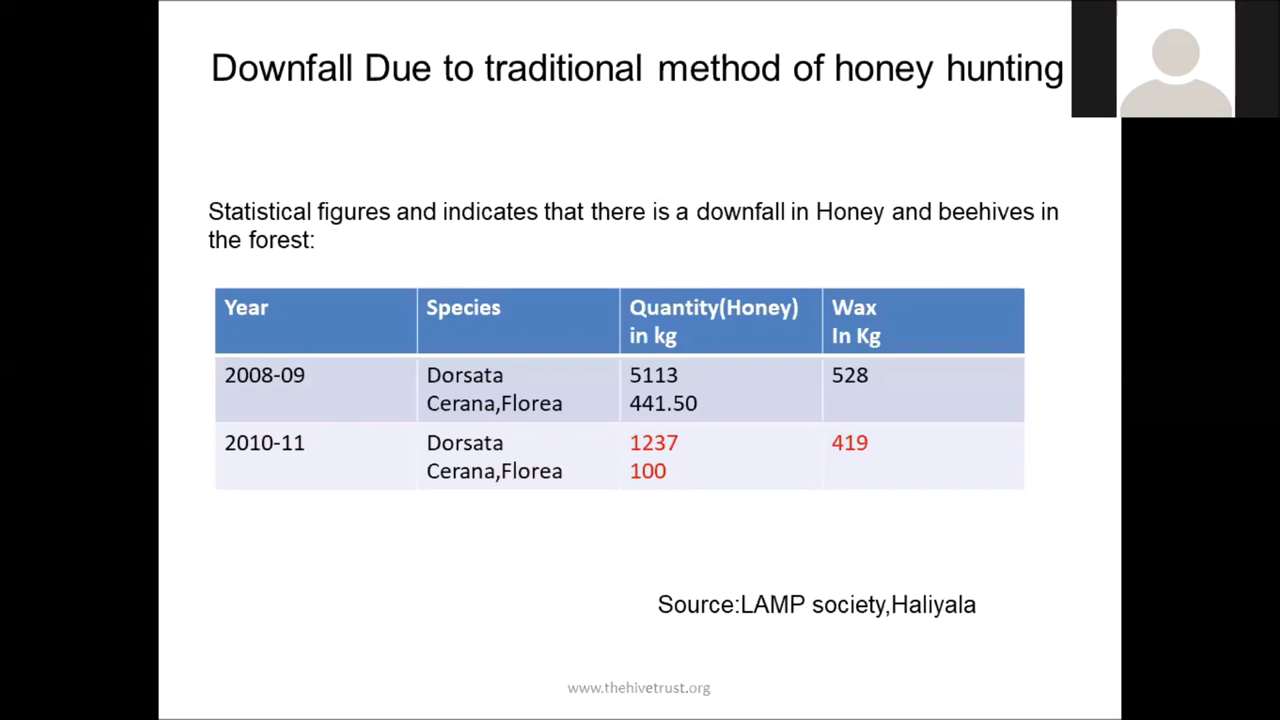 Downfall Due to traditional method of honey hunting
Statistical figures and indicates that there is a downfall in Honey and beehives in
the forest:
Year Species Quantity(Honey) in kg Wax In Kg
2008-09 Dorsata 5113 528
Cerana,Florea 441.50
2010-11 Dorsata 1237 419
Cerana,Florea 100
Source:LAMP society,Haliyala
www.thehivetrust.org